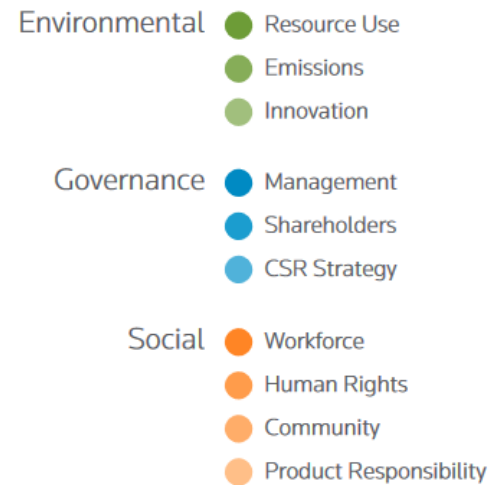 Environmental Resource Use
Emissions
Innovation
Governance Management
Shareholders
CSR Strategy
Social Workforce
Human Rights
Community
Product Responsibility